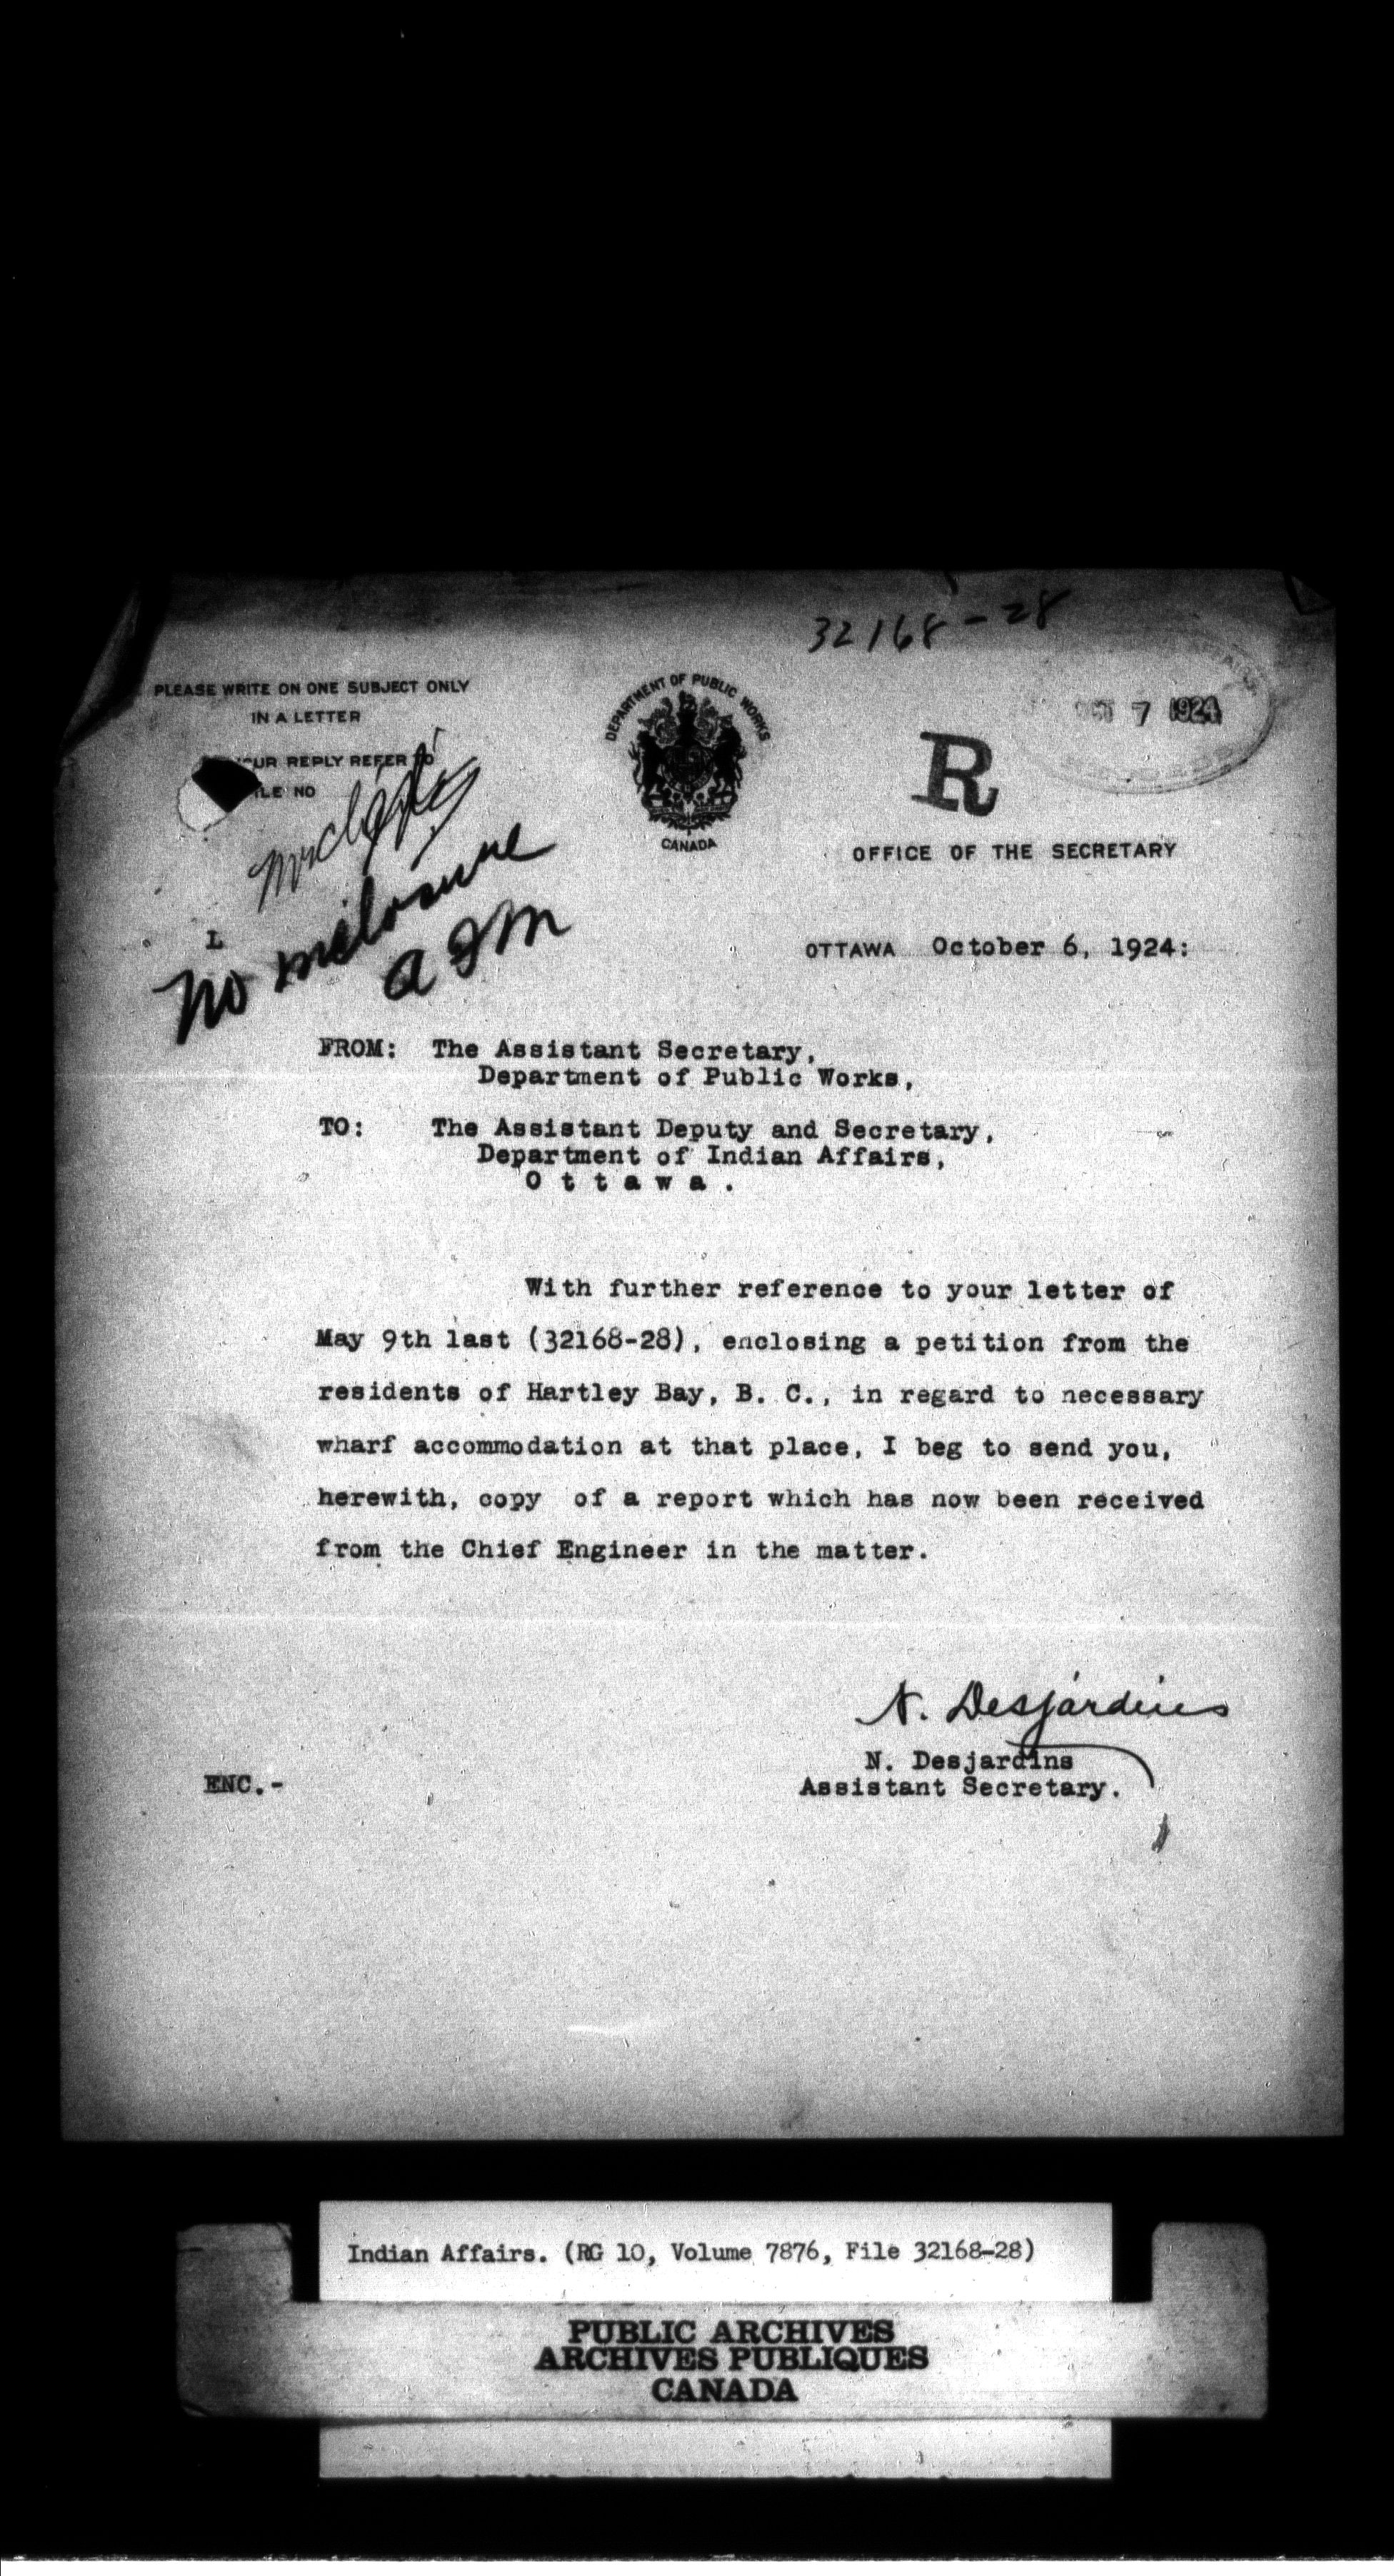 32168-28
PLEASE WRITE ON ONE SUBJECT ONLY
IN A LETTER
REPLY REFER TO
NO
DEPARTMENT OF PUBLIC WORKS
CANADA
OCT 7 1924
R
OFFICE OF THE SECRETARY
No enclosure
L
OTTAWA October 6, 1924:
FROM: The Assistant Secretary,
Department of Public Works,
TO: The Assistant Deputy and Secretary,
Department of Indian Affairs,
O t t a w a .
With further reference to your letter of
May 9th last (32168-28), enclosing a petition from the
residents of Hartley Bay, B. C., in regard to necessary
wharf accommodation at that place, I beg to send you,
herewith, copy of a report which has now been received
from the Chief Engineer in the matter.
N. Desjardins
N. Desjardins
Assistant Secretary.
ENC.-
Indian Affairs. (RG 10, Volume 7876, File 32168-28)
PUBLIC ARCHIVES
ARCHIVES PUBLIQUES
CANADA